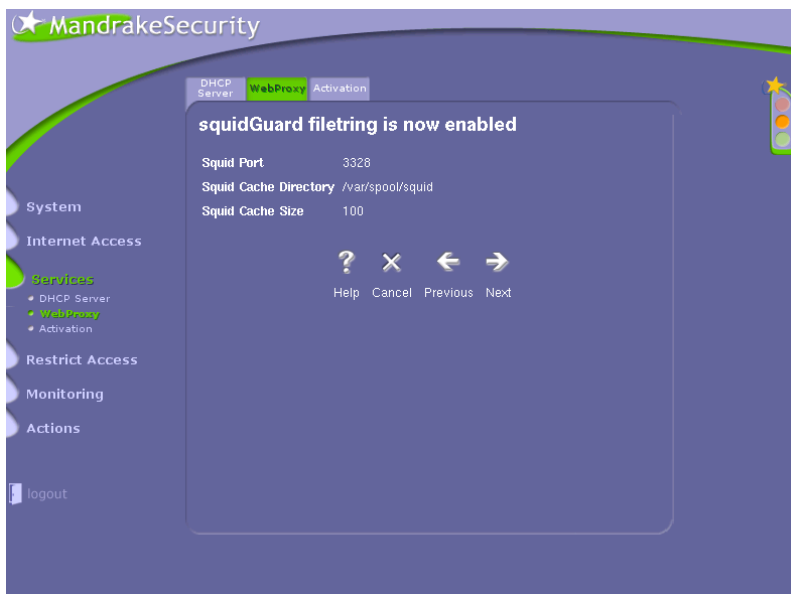 MandrakeSecurity
DHCP
Server
WebProxy
Activation
squidGuard filetring is now enabled
Squid Port 3328
Squid Cache Directory /var/spool/squid
Squid Cache Size 100
?
Help Cancel Previous Next
System
Internet Access
Services
DHCP Server
WebProxy
Activation
Restrict Access
Monitoring
Actions
logout